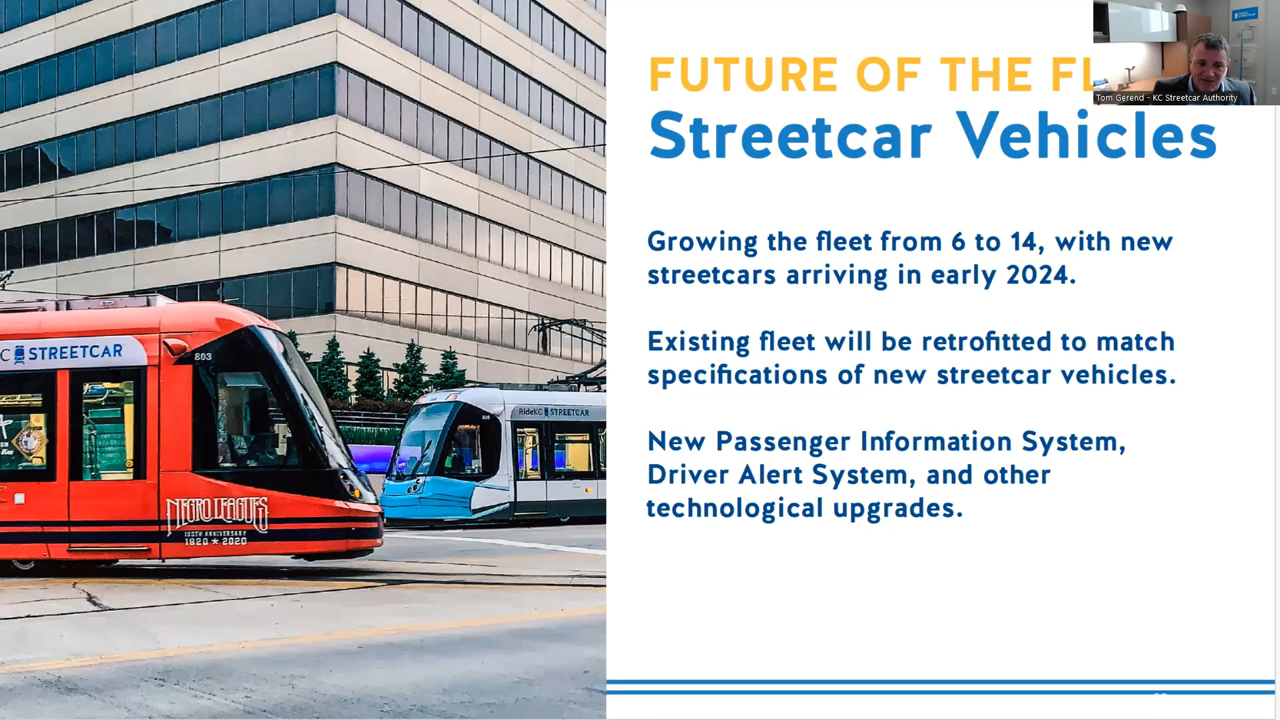 FUTURE OF THE FL
Streetcar Vehicles
Tom Gerend - KC Streetcar Authority
Growing the fleet from 6 to 14, with new
streetcars arriving in early 2024.
Existing fleet will be retrofitted to match
specifications of new streetcar vehicles.
New Passenger Information System,
Driver Alert System, and other
technological upgrades.
C STREETCAR
803
RideKC STREETCAR
NEGRO LEAGUES
100TH ANNIVERSARY
1920 ★ 2020